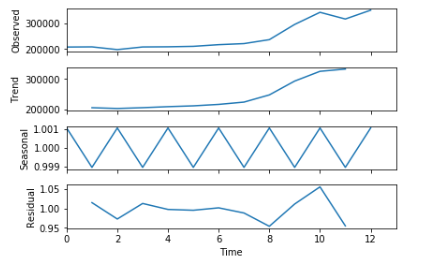 Observed
300000
200000
Trend
300000
200000
Seasonal
1.001
1.000
0.999
Residual
1.05
1.00
0.95
0 2 4 6 8 10 12
Time